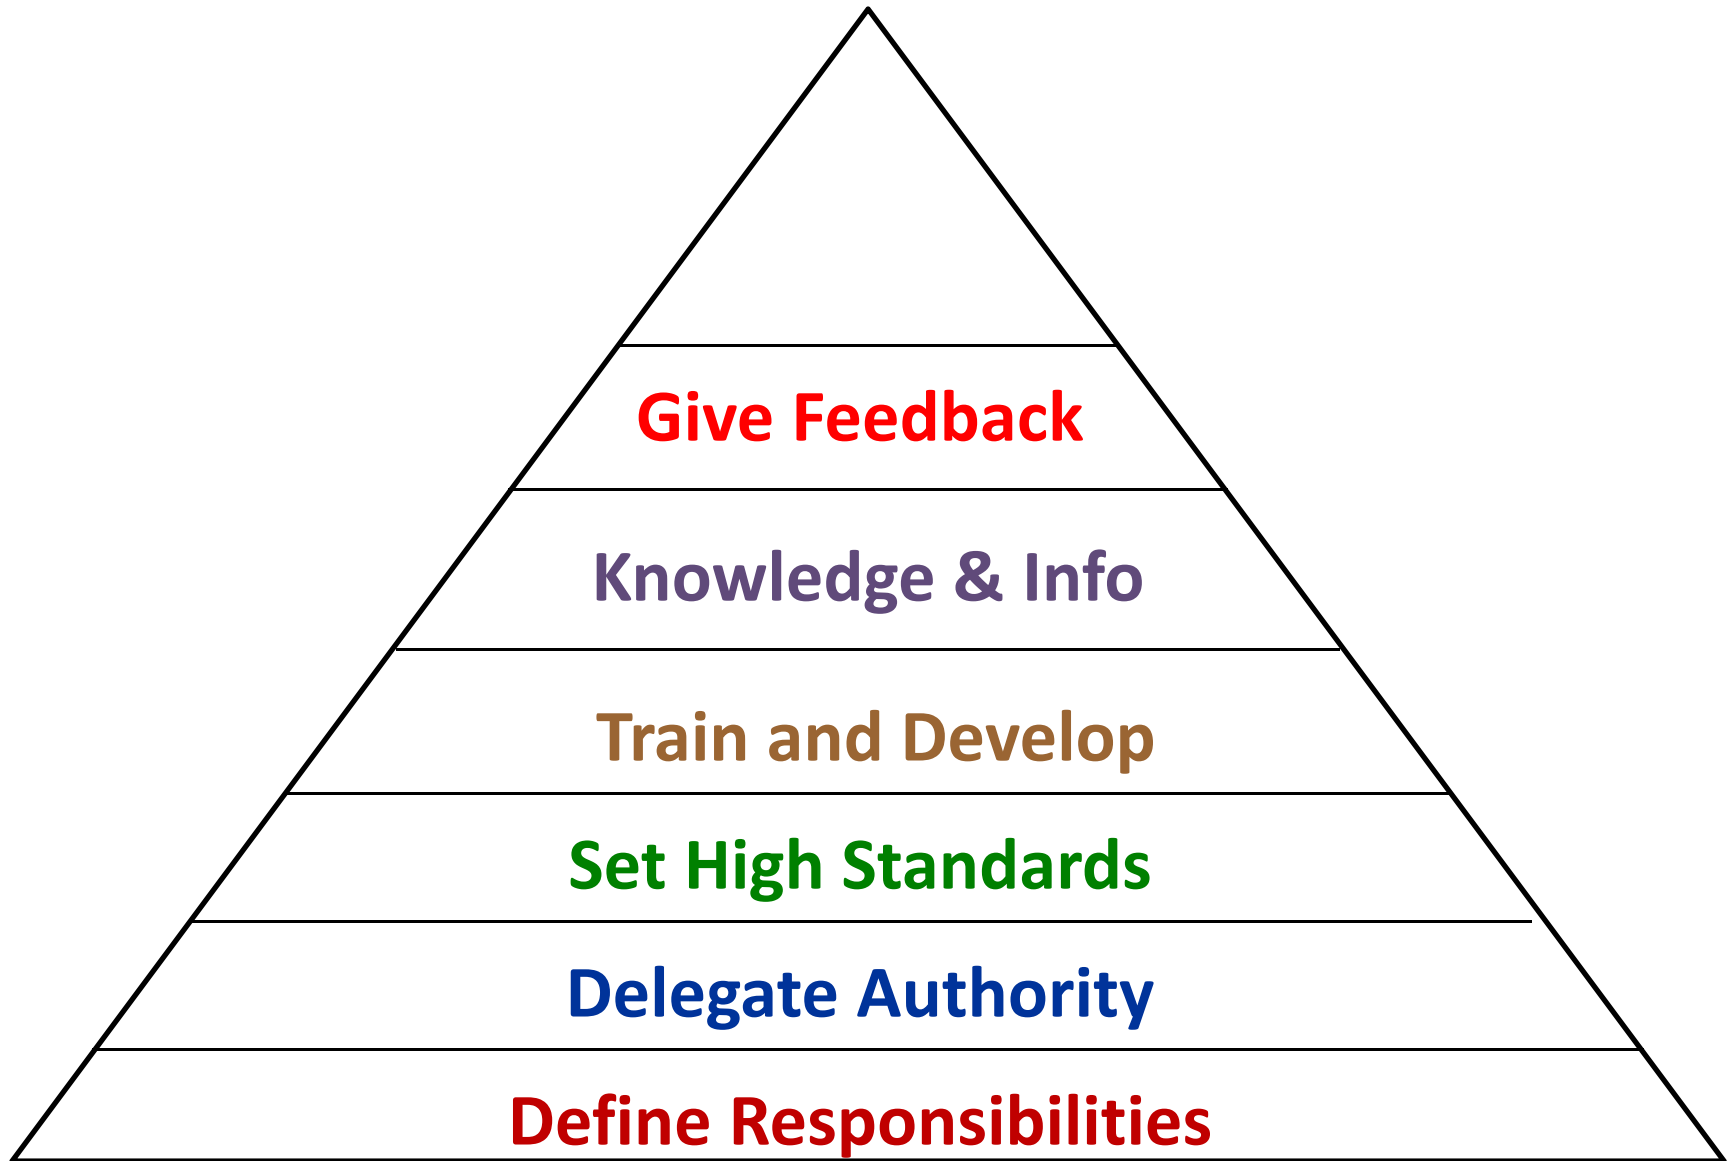 Give Feedback
Knowledge & Info
Train and Develop
Set High Standards
Delegate Authority
Define Responsibilities